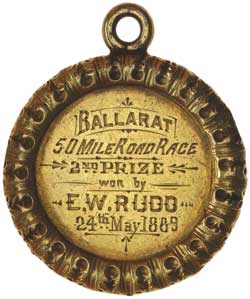 BALLARAT
50 MILE ROAD RACE
2ND PRIZE
won by
E.W. RUDD
24th May 1889